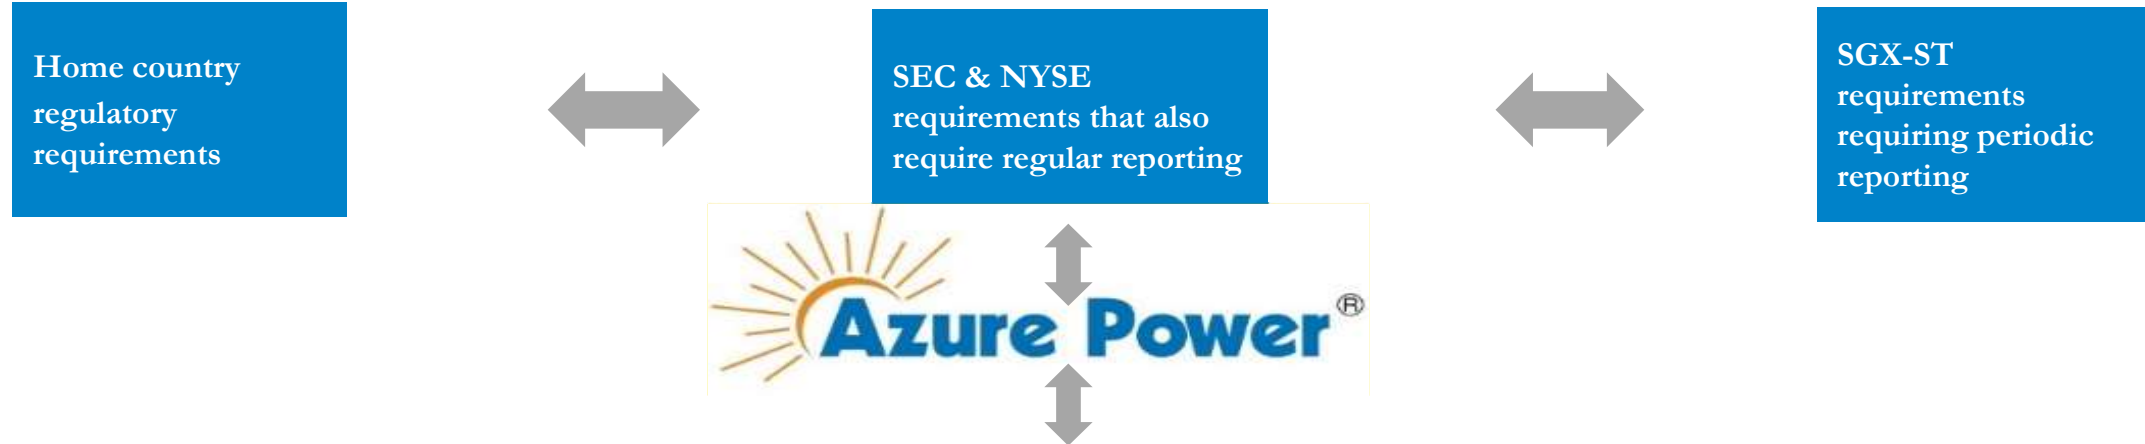 Home country
regulatory
requirements
SEC & NYSE
requirements that also
require regular reporting
SGX-ST
requirements
requiring periodic
reporting
Azure Power®